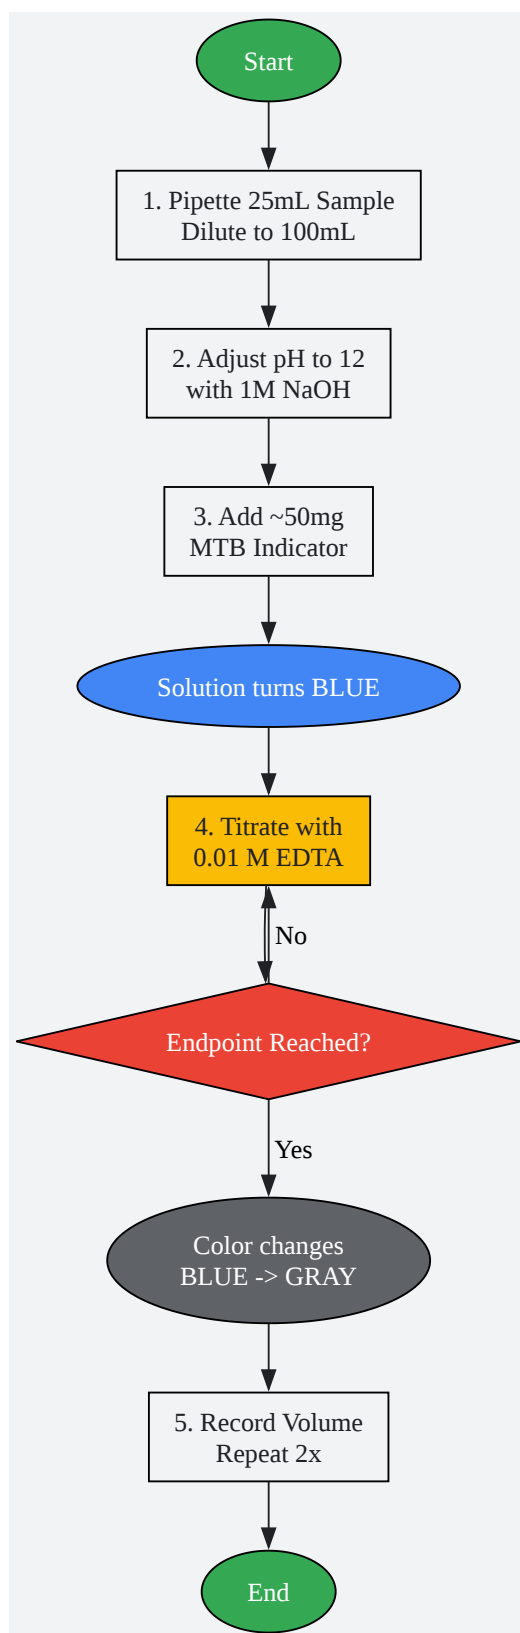 Start
1. Pipette 25mL Sample
Dilute to 100mL
2. Adjust pH to 12
with 1M NaOH
3. Add ~50mg
MTB Indicator
Solution turns BLUE
4. Titrate with
0.01 M EDTA
No
Endpoint Reached?
Yes
Color changes
BLUE -> GRAY
5. Record Volume
Repeat 2x
End